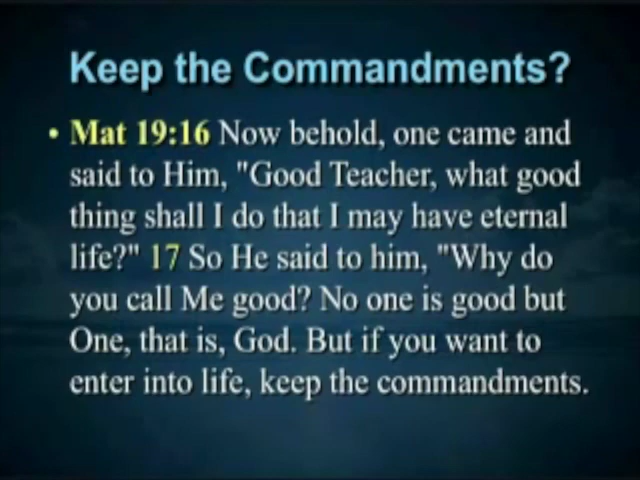 Keep the Commandments?
• Mat 19:16 Now behold, one came and
said to Him, "Good Teacher, what good
thing shall I do that I may have eternal
life?" 17 So He said to him, "Why do
you call Me good? No one is good but
One, that is, God. But if you want to
enter into life, keep the commandments.